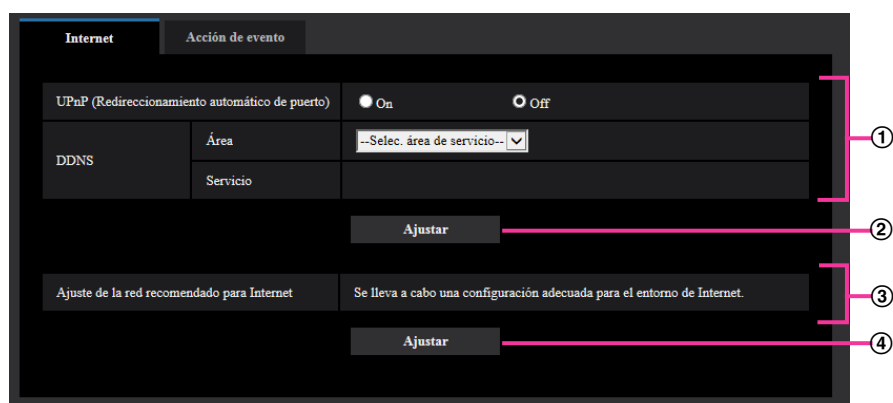 Internet
Acción de evento
UPnP (Redireccionamiento automático de puerto)
On
Off
DDNS
Área
--Selec. área de servicio--
Servicio
①
Ajustar
②
Ajuste de la red recomendado para Internet
Se lleva a cabo una configuración adecuada para el entorno de Internet.
③
Ajustar
④